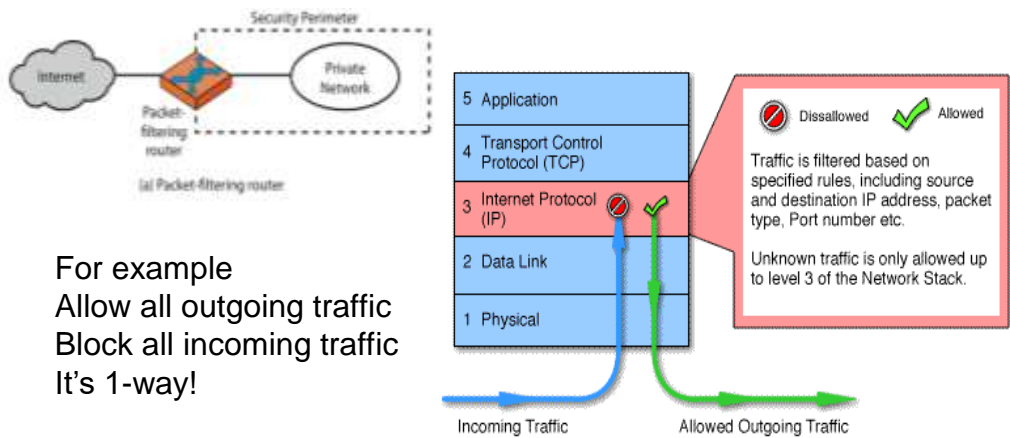 Security Perimeter
Internet
Private
Network
Packet-
filtering
router
(a) Packet-filtering router
For example
Allow all outgoing traffic
Block all incoming traffic
It's 1-way!
5 Application
4 Transport Control
Protocol (TCP)
3 Internet Protocol
(IP)
2 Data Link
1 Physical
Incoming Traffic
Allowed Outgoing Traffic
Dissallowed
Allowed
Traffic is filtered based on
specified rules, including source
and destination IP address, packet
type, Port number etc.
Unknown traffic is only allowed up
to level 3 of the Network Stack.